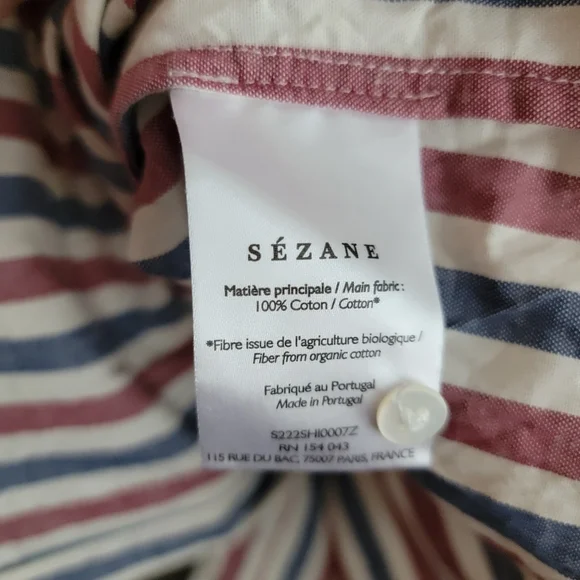 SÉZANE
Matière principale / Main fabric:
100% Coton / Cotton*
*Fibre issue de l'agriculture biologique /
Fiber from organic cotton
Fabriqué au Portugal
Made in Portugal
S222SHI0007Z
RN 154 043
115 RUE DU BAC, 75007 PARIS, FRANCE